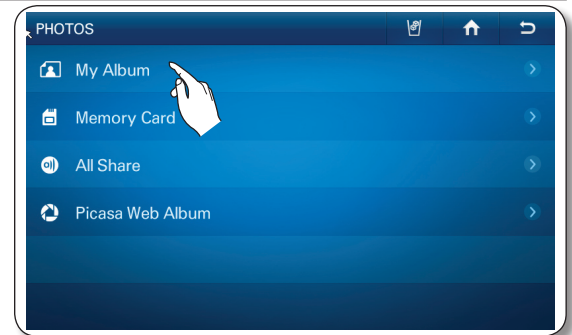 PHOTOS
My Album
Memory Card
All Share
Picasa Web Album